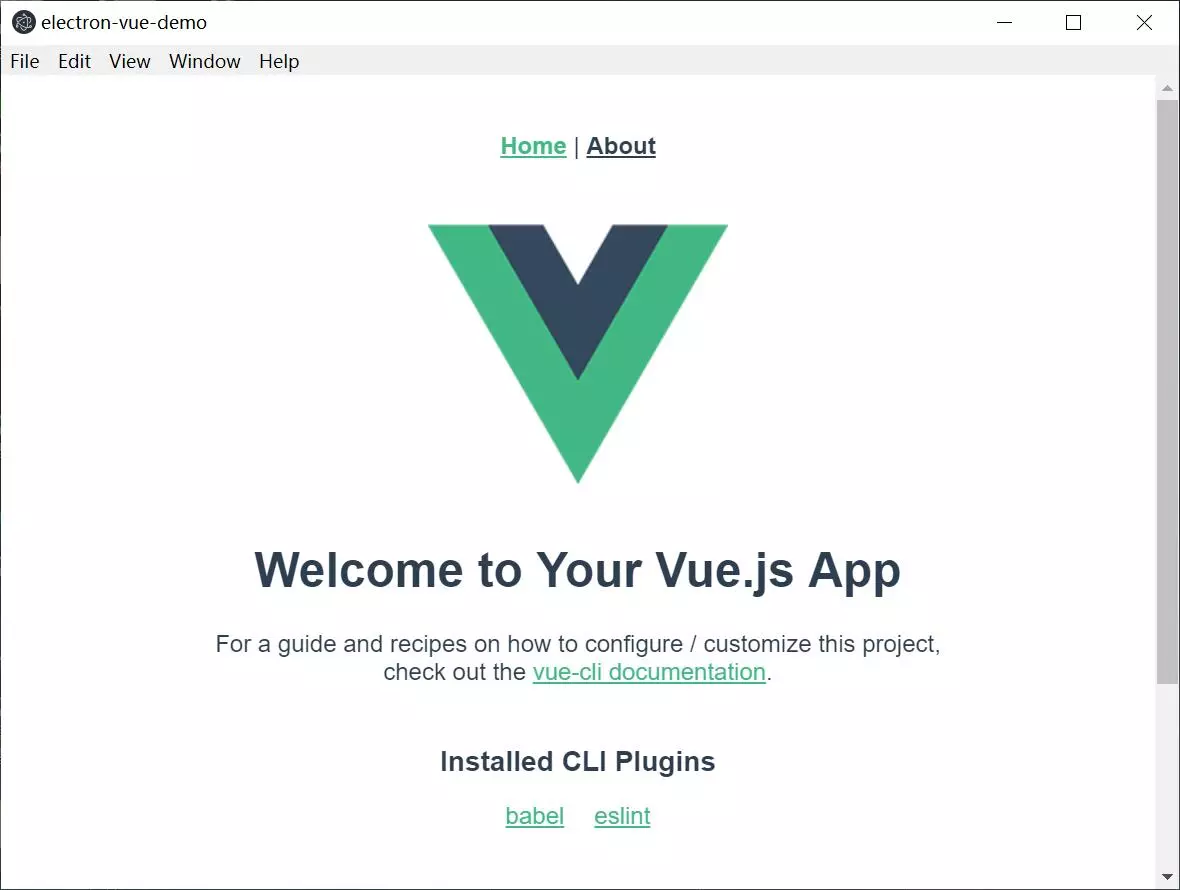 electron-vue-demo
File Edit View Window Help
Home | About
Welcome to Your Vue.js App
For a guide and recipes on how to configure / customize this project,
check out the vue-cli documentation.
Installed CLI Plugins
babel eslint